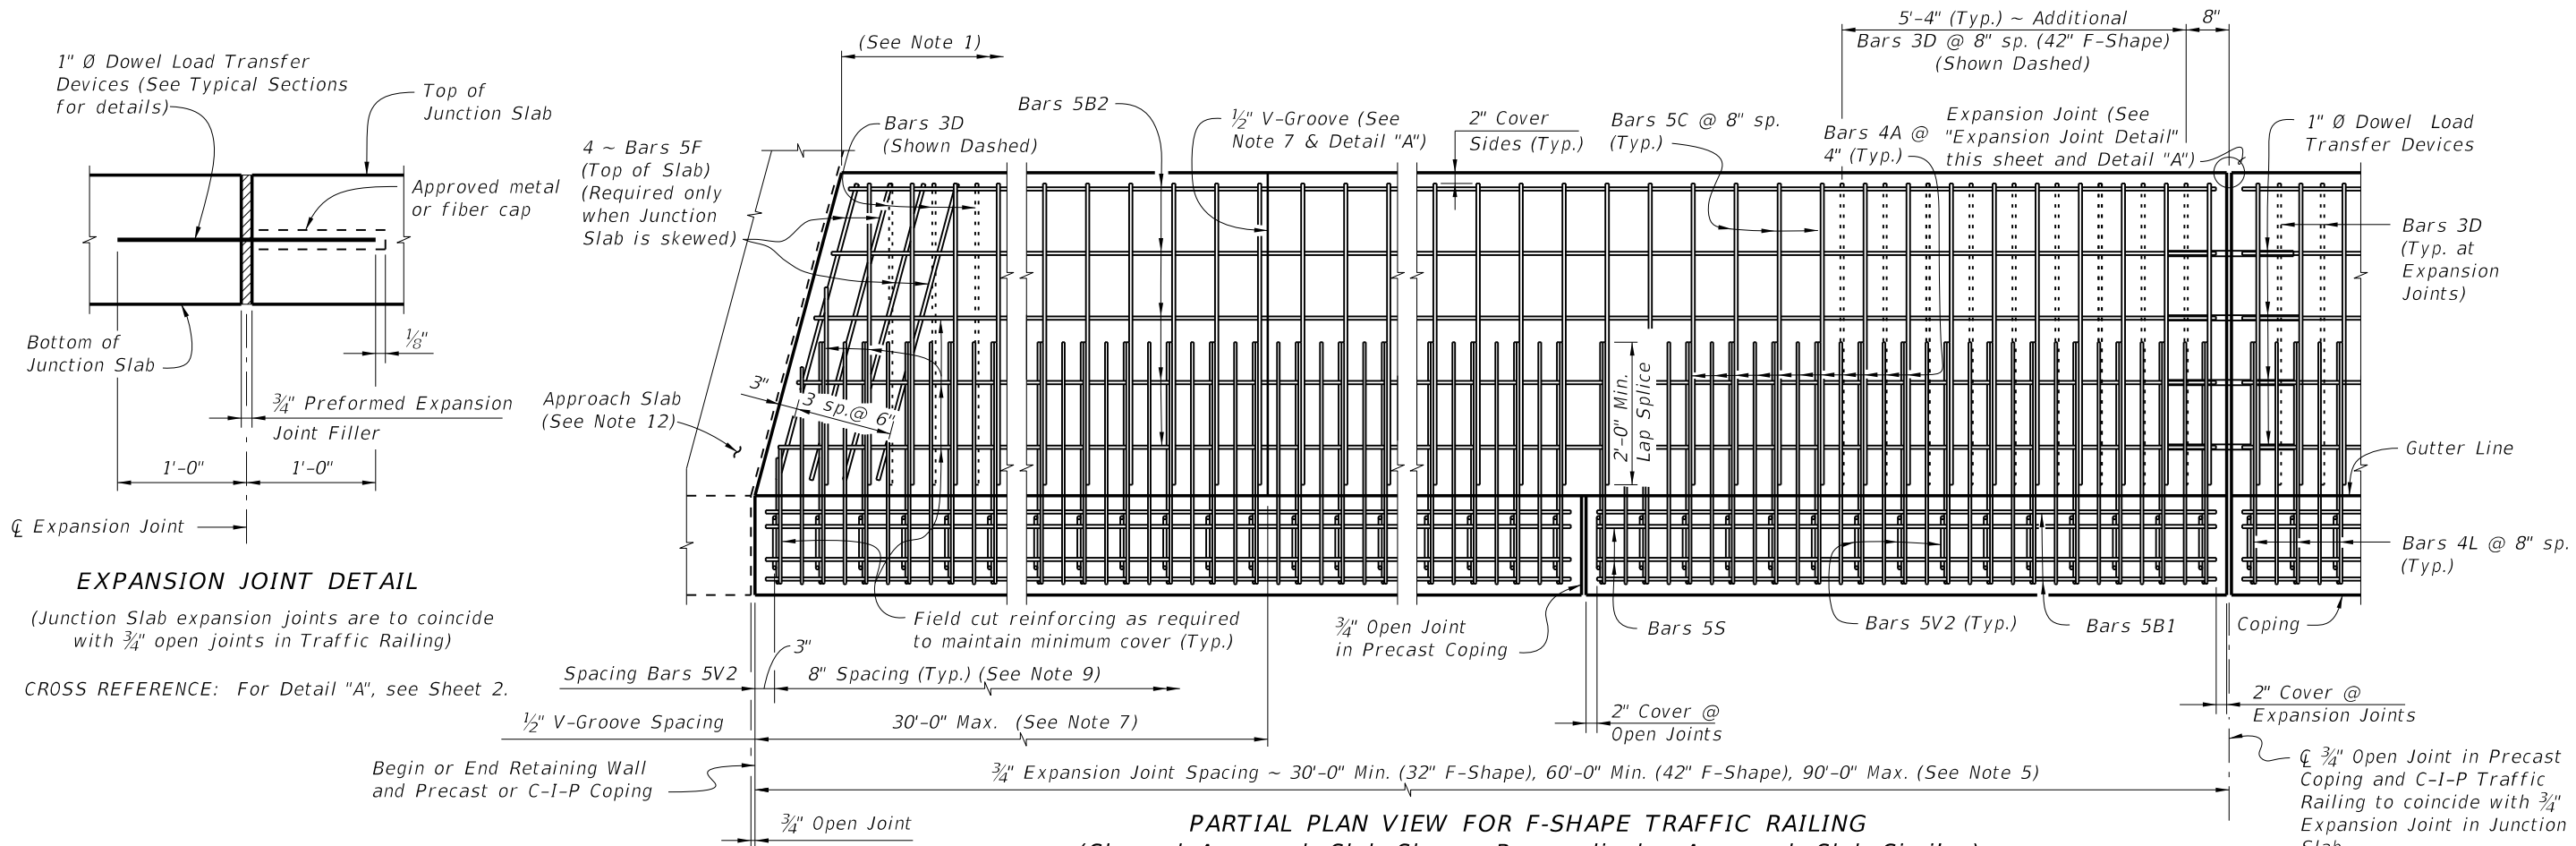 1" Ø Dowel Load Transfer
Devices (See Typical Sections
for details)
Top of
Junction Slab
Approved metal
or fiber cap
Bottom of
Junction Slab
⅛"
¾" Preformed Expansion
Joint Filler
1'-0"
1'-0"
℄ Expansion Joint
EXPANSION JOINT DETAIL
(Junction Slab expansion joints are to coincide
with ¾" open joints in Traffic Railing)
CROSS REFERENCE: For Detail "A", see Sheet 2.
(See Note 1)
4 ~ Bars 5F
(Top of Slab)
(Required only
when Junction
Slab is skewed)
Bars 3D
(Shown Dashed)
Bars 5B2
½" V-Groove (See
Note 7 & Detail "A")
2" Cover
Sides (Typ.)
Bars 5C @ 8" sp.
(Typ.)
5'-4" (Typ.) ~ Additional
Bars 3D @ 8" sp. (42" F-Shape)
(Shown Dashed)
8"
Bars 4A @
4" (Typ.)
Expansion Joint (See
"Expansion Joint Detail"
this sheet and Detail "A")
1" Ø Dowel Load
Transfer Devices
Bars 3D
(Typ. at
Expansion
Joints)
Approach Slab
(See Note 12)
3"
3 sp.@ 6"
2'-0" Min.
Lap Splice
Gutter Line
Bars 4L @ 8" sp.
(Typ.)
Field cut reinforcing as required
to maintain minimum cover (Typ.)
¾" Open Joint
in Precast Coping
Bars 5S
Bars 5V2 (Typ.)
Bars 5B1
Coping
Spacing Bars 5V2
3"
8" Spacing (Typ.) (See Note 9)
½" V-Groove Spacing
30'-0" Max. (See Note 7)
2" Cover @
Open Joints
2" Cover @
Expansion Joints
Begin or End Retaining Wall
and Precast or C-I-P Coping
¾" Expansion Joint Spacing ~ 30'-0" Min. (32" F-Shape), 60'-0" Min. (42" F-Shape), 90'-0" Max. (See Note 5)
℄ ¾" Open Joint in Precast
Coping and C-I-P Traffic
Railing to coincide with ¾"
Expansion Joint in Junction
¾" Open Joint
PARTIAL PLAN VIEW FOR F-SHAPE TRAFFIC RAILING